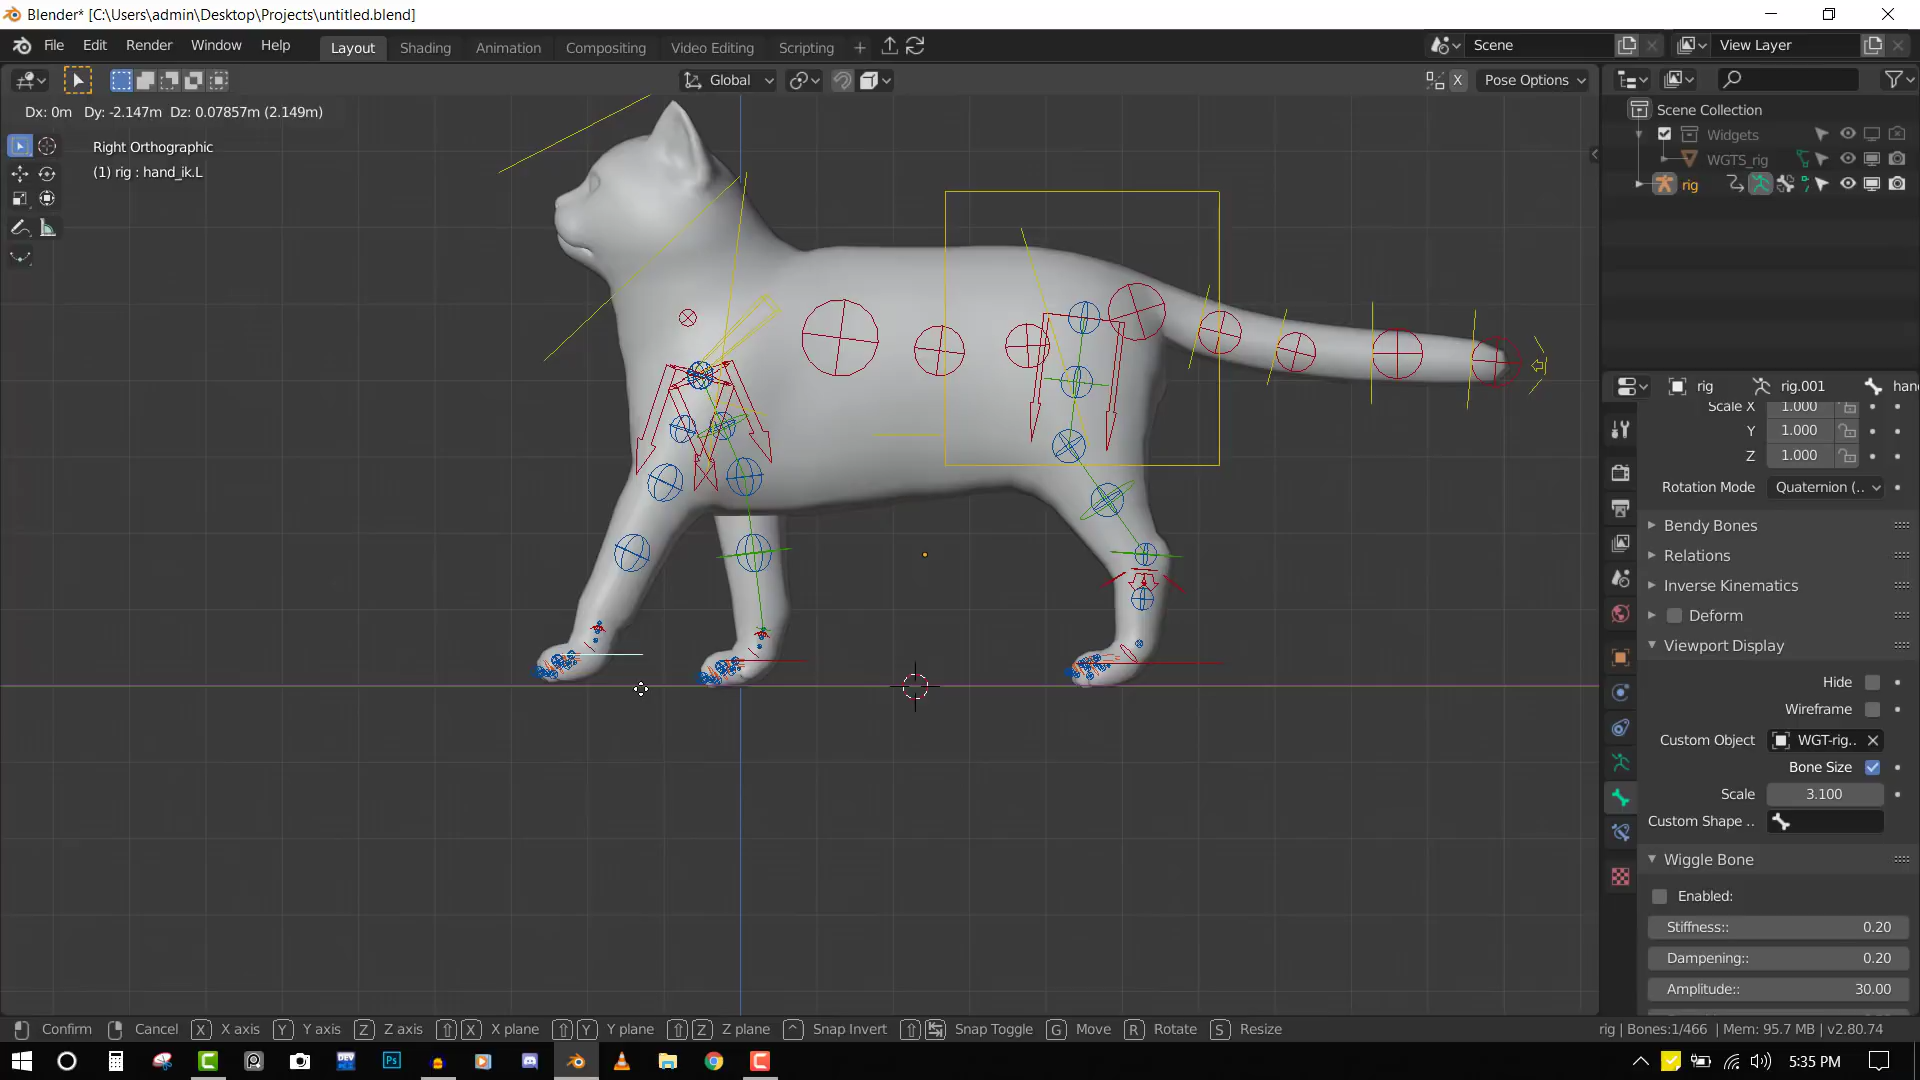 Blender* [C:\Users\admin\Desktop\Projects\untitled.blend]
File Edit Render Window Help Layout Shading Animation Compositing Video Editing Scripting + Scene View Layer
Global X Pose Options
Dx: 0m Dy: -2.147m Dz: 0.07857m (2.149m)
Right Orthographic
(1) rig : hand_ik.L
Scene Collection
Widgets
WGTS_rig
rig
rig rig.001 han
Scale X 1.000
Y 1.000
Z 1.000
Rotation Mode Quaternion (..
Bendy Bones
Relations
Inverse Kinematics
Deform
Viewport Display
Hide
Wireframe
Custom Object WGT-rig..
Bone Size
Scale 3.100
Custom Shape ..
Wiggle Bone
Enabled:
Stiffness:: 0.20
Dampening:: 0.20
Amplitude:: 30.00
Confirm Cancel X X axis Y Y axis Z Z axis X X plane Y Y plane Z Z plane ^ Snap Invert Snap Toggle G Move R Rotate S Resize rig | Bones:1/466 | Mem: 95.7 MB | v2.80.74
5:35 PM